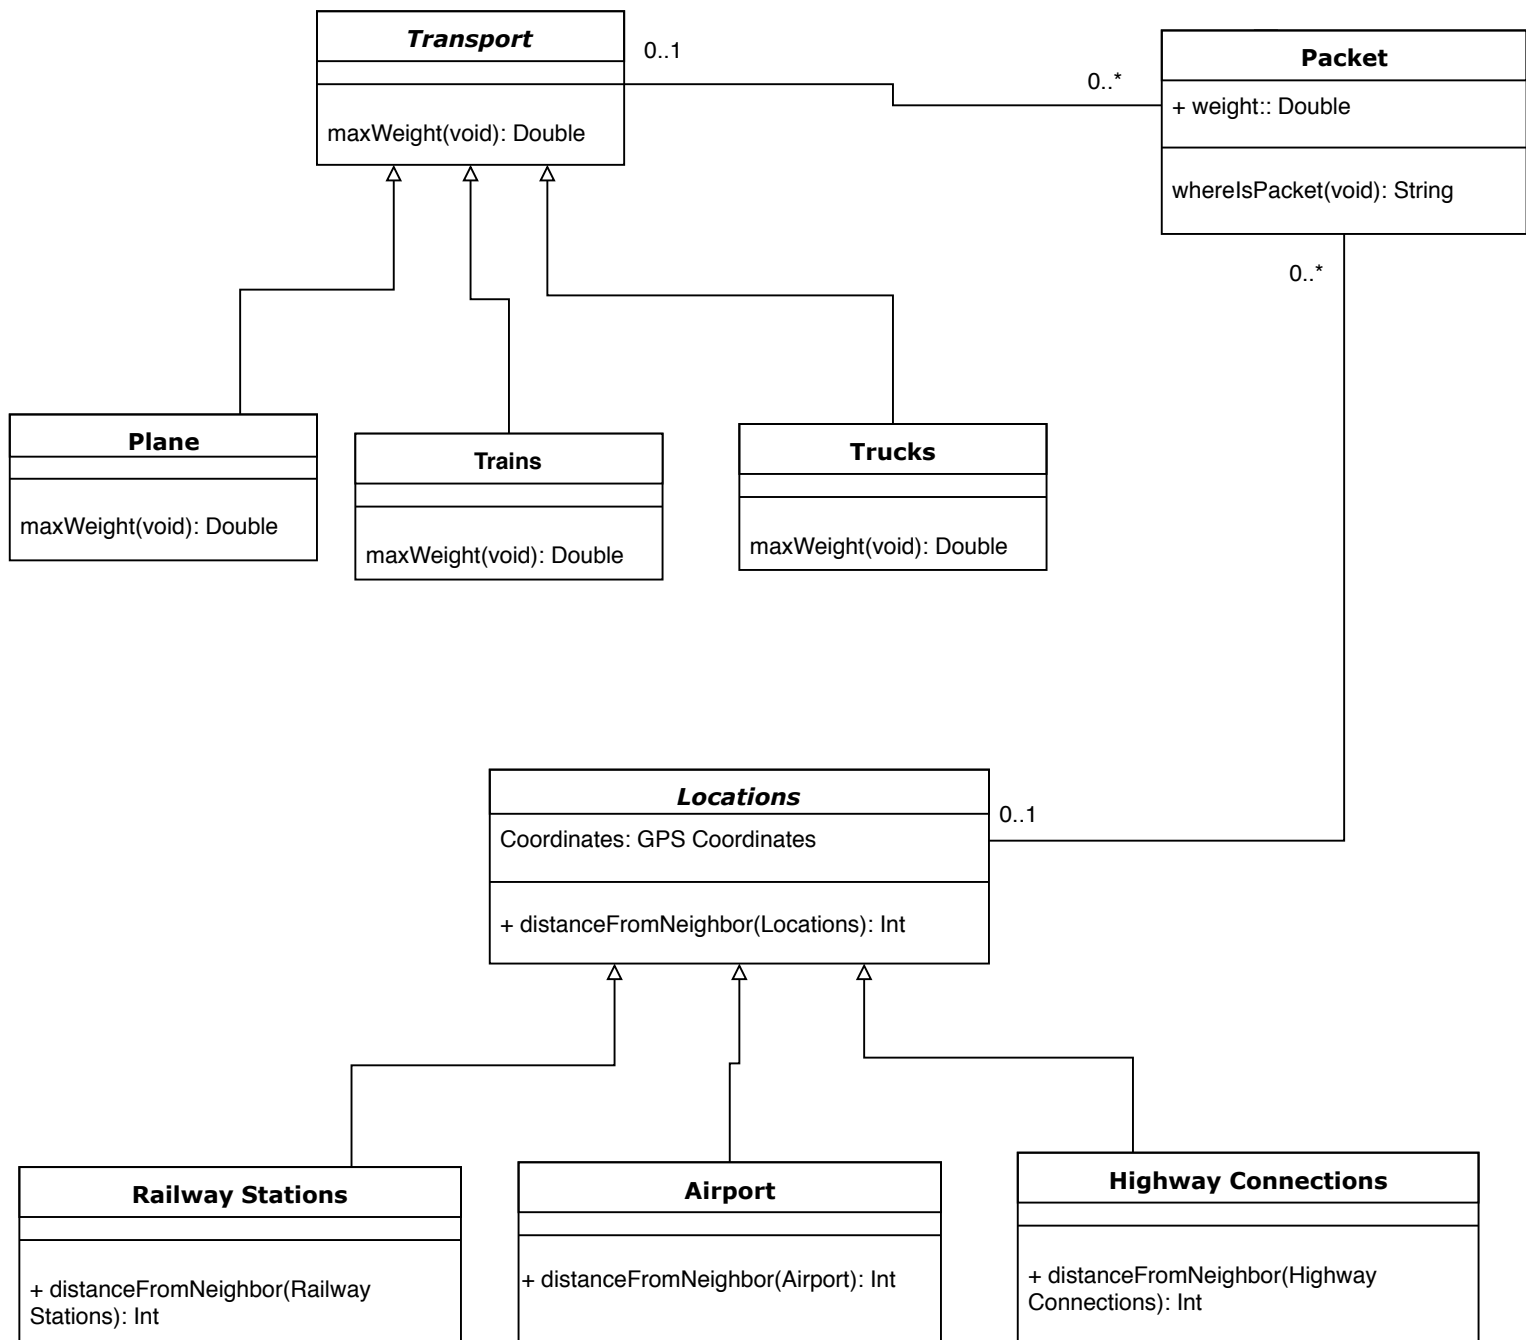 Transport
0..1
maxWeight(void): Double
Packet
0..*
+ weight:: Double
whereIsPacket(void): String
0..*
Plane
maxWeight(void): Double
Trains
maxWeight(void): Double
Trucks
maxWeight(void): Double
Locations
0..1
Coordinates: GPS Coordinates
+ distanceFromNeighbor(Locations): Int
Railway Stations
+ distanceFromNeighbor(Railway
Stations): Int
Airport
+ distanceFromNeighbor(Airport): Int
Highway Connections
+ distanceFromNeighbor(Highway
Connections): Int